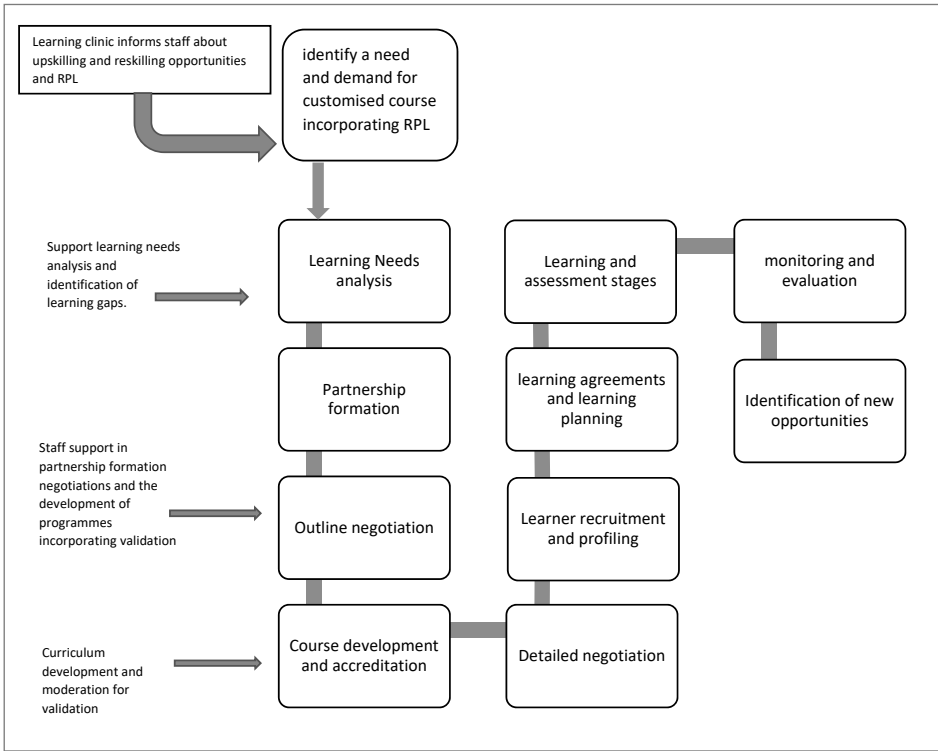 Learning clinic informs staff about
upskilling and reskilling opportunities
and RPL
identify a need
and demand for
customised course
incorporating RPL
Support learning needs
analysis and
identification of
learning gaps.
Learning Needs
analysis
Partnership
formation
Staff support in
partnership formation
negotiations and the
development of
programmes
incorporating validation
Outline negotiation
Curriculum
development and
moderation for
validation
Course development
and accreditation
Detailed negotiation
Learner recruitment
and profiling
learning agreements
and learning
planning
Learning and
assessment stages
monitoring and
evaluation
Identification of new
opportunities